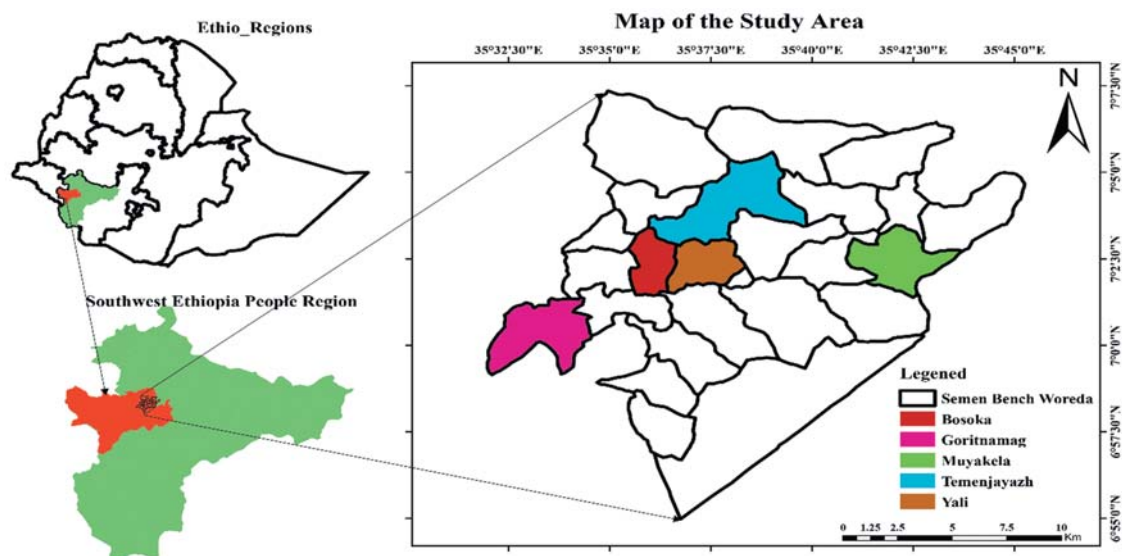 Ethio_Regions
Southwest Ethiopia People Region
Map of the Study Area
35°32'30"E 35°35'0"E 35°37'30"E 35°40'0"E 35°42'30"E 35°45'0"E
N
7°7'30"N
7°5'0"N
7°2'30"N
7°0'0"N
6°57'30"N
6°55'0"N
Legened
Semen Bench Woreda
Bosoka
Goritnamag
Muyakela
Temenjayazh
Yali
0 1.25 2.5 5 7.5 10
Km